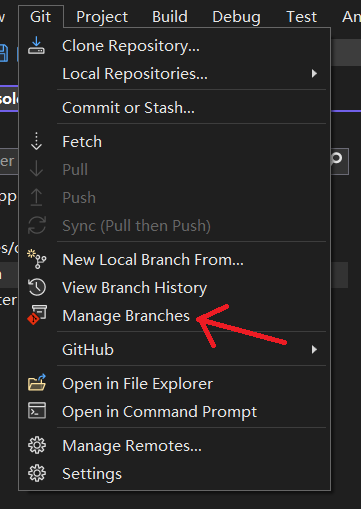 Git Project Build Debug Test
Clone Repository...
Local Repositories...
Commit or Stash...
Fetch
Pull
Push
Sync (Pull then Push)
New Local Branch From...
View Branch History
Manage Branches
GitHub
Open in File Explorer
Open in Command Prompt
Manage Remotes...
Settings